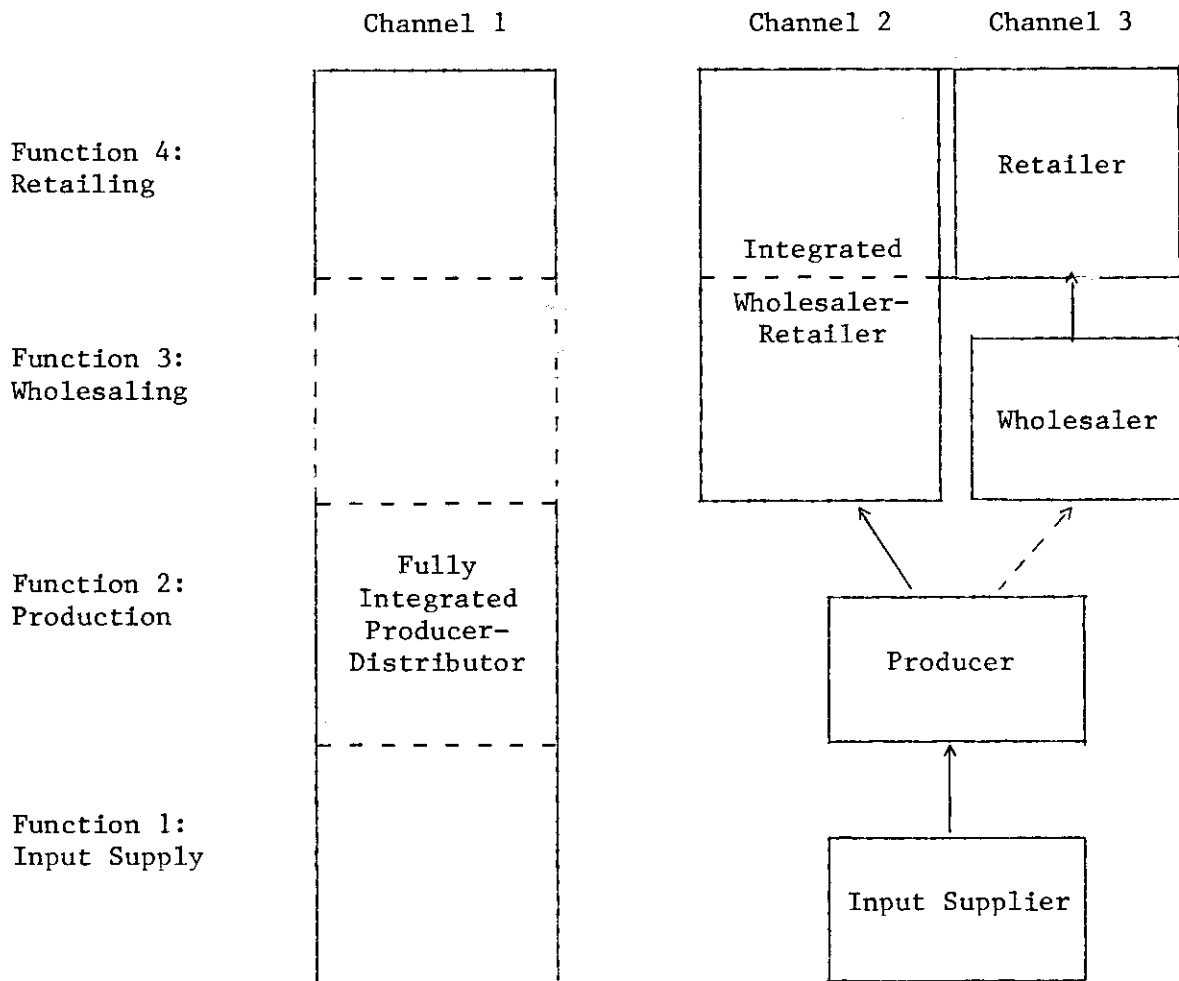 Channel 1
Channel 2
Channel 3
Function 4:
Retailing
Retailer
Integrated
Wholesaler-
Retailer
Function 3:
Wholesaling
Wholesaler
Function 2:
Production
Fully
Integrated
Producer-
Distributor
Producer
Function 1:
Input Supply
Input Supplier